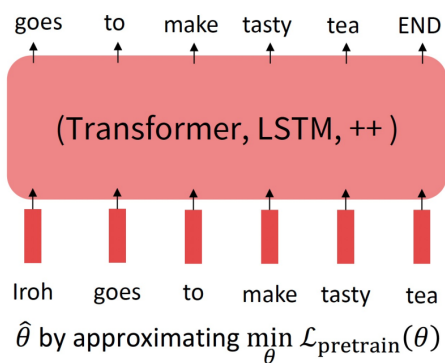 goes to make tasty tea END
(Transformer, LSTM, ++ )
Iroh goes to make tasty tea
θ̂ by approximating min_θ ℒ_pretrain(θ)